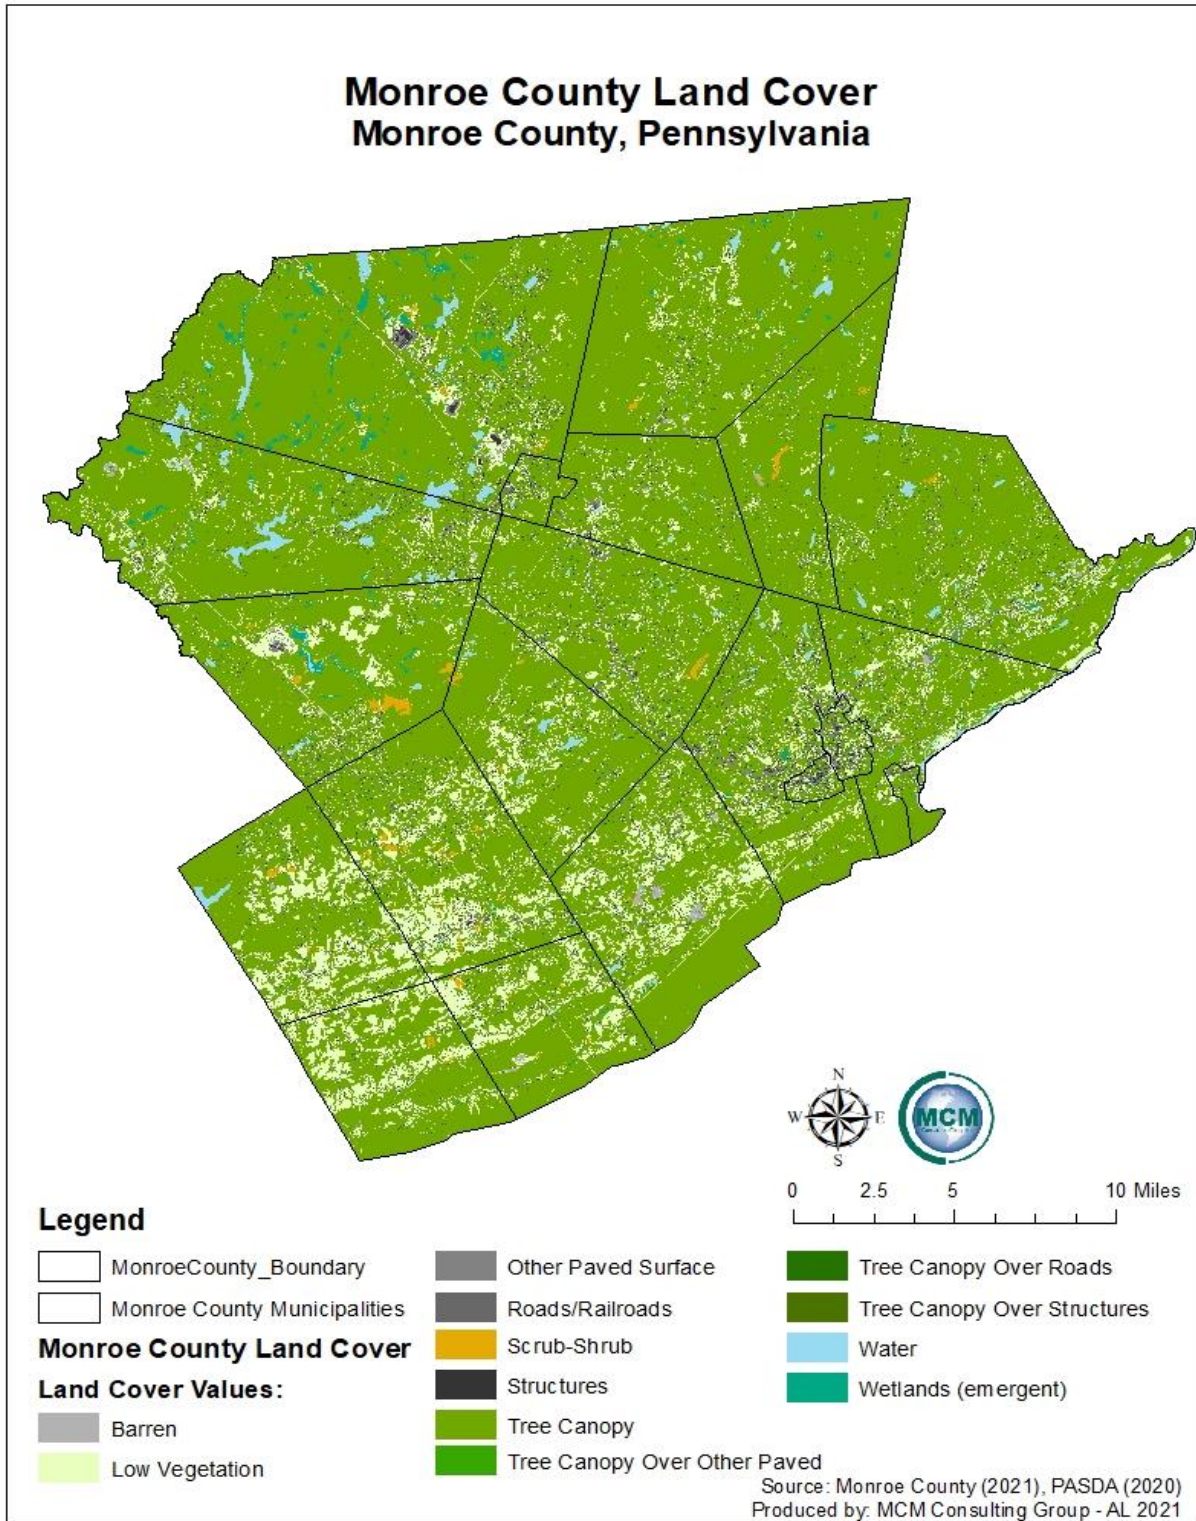 Monroe County Land Cover
Monroe County, Pennsylvania
N
W E
S
MCM
0 2.5 5 10 Miles
Legend
MonroeCounty_Boundary
Monroe County Municipalities
Monroe County Land Cover
Land Cover Values:
Barren
Low Vegetation
Other Paved Surface
Roads/Railroads
Scrub-Shrub
Structures
Tree Canopy
Tree Canopy Over Other Paved
Tree Canopy Over Roads
Tree Canopy Over Structures
Water
Wetlands (emergent)
Source: Monroe County (2021), PASDA (2020)
Produced by: MCM Consulting Group - AL 2021